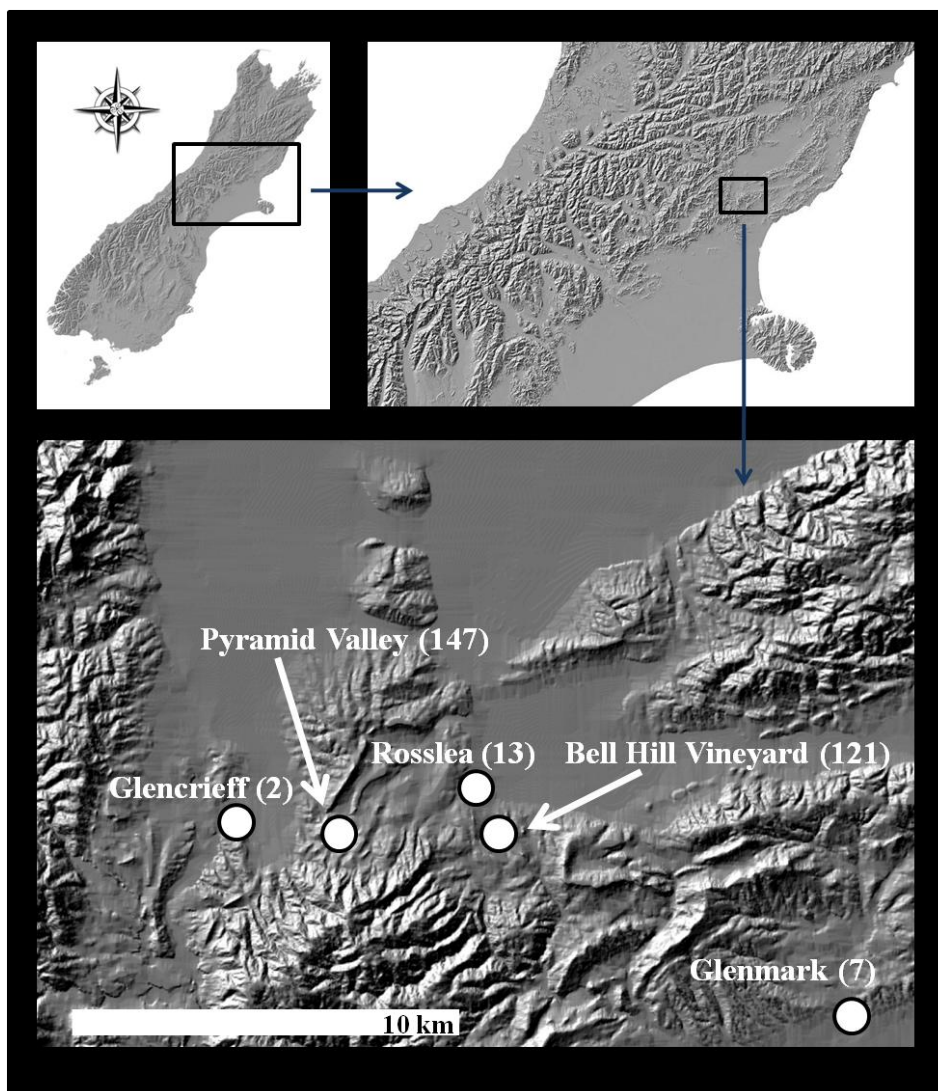 Pyramid Valley (147)
Rosslea (13)
Bell Hill Vineyard (121)
Glencrieff (2)
Glenmark (7)
10 km